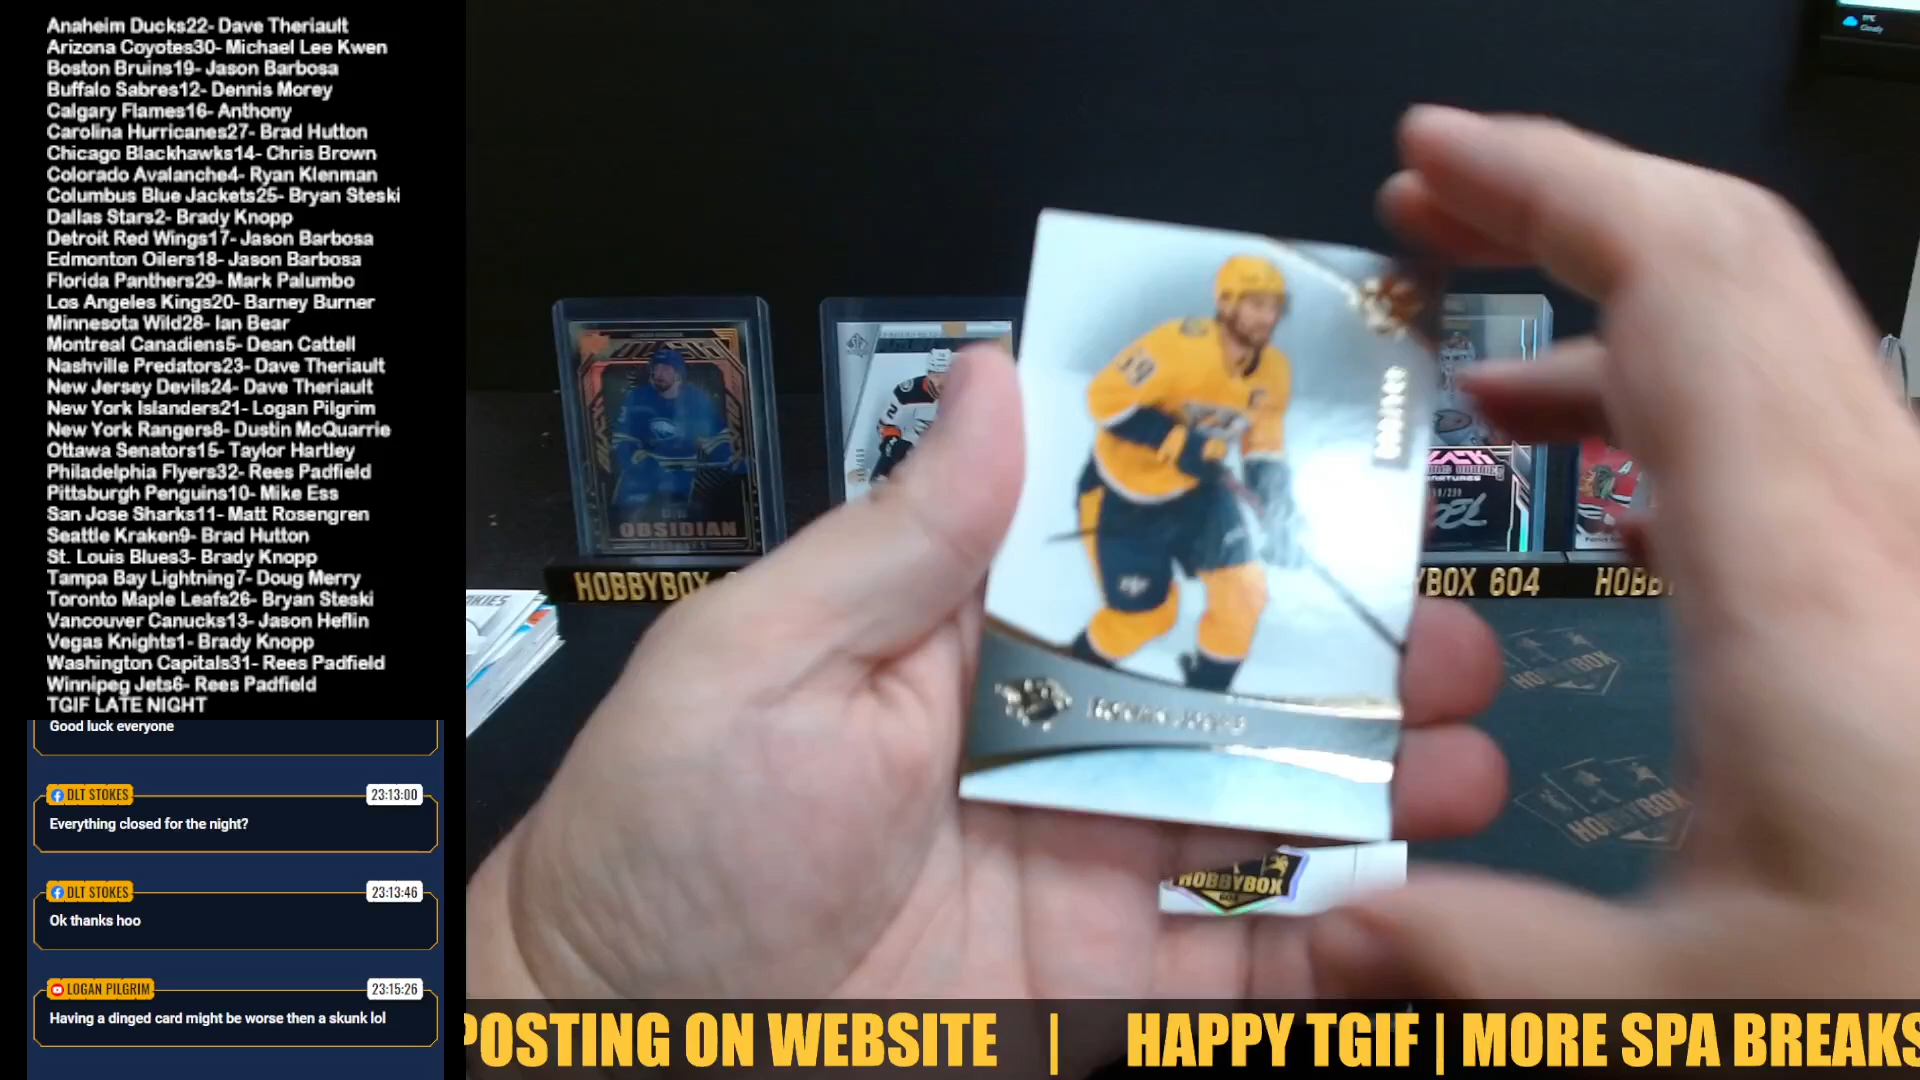 Anaheim Ducks22- Dave Theriault
Arizona Coyotes30- Michael Lee Kwen
Boston Bruins19- Jason Barbosa
Buffalo Sabres12- Dennis Morey
Calgary Flames16- Anthony
Carolina Hurricanes27- Brad Hutton
Chicago Blackhawks14- Chris Brown
Colorado Avalanche4- Ryan Klenman
Columbus Blue Jackets25- Bryan Steski
Dallas Stars2- Brady Knopp
Detroit Red Wings17- Jason Barbosa
Edmonton Oilers18- Jason Barbosa
Florida Panthers29- Mark Palumbo
Los Angeles Kings20- Barney Burner
Minnesota Wild28- Ian Bear
Montreal Canadiens5- Dean Cattell
Nashville Predators23- Dave Theriault
New Jersey Devils24- Dave Theriault
New York Islanders21- Logan Pilgrim
New York Rangers8- Dustin McQuarrie
Ottawa Senators15- Taylor Hartley
Philadelphia Flyers32- Rees Padfield
Pittsburgh Penguins10- Mike Ess
San Jose Sharks11- Matt Rosengren
Seattle Kraken9- Brad Hutton
St. Louis Blues3- Brady Knopp
Tampa Bay Lightning7- Doug Merry
Toronto Maple Leafs26- Bryan Steski
Vancouver Canucks13- Jason Heflin
Vegas Knights1- Brady Knopp
Washington Capitals31- Rees Padfield
Winnipeg Jets6- Rees Padfield
TGIF LATE NIGHT
Good luck everyone
DLT STOKES 23:13:00
Everything closed for the night?
DLT STOKES 23:13:46
Ok thanks hoo
LOGAN PILGRIM 23:15:26
Having a dinged card might be worse then a skunk lol
Cloudy
OBSIDIAN
HOBBYBOX
BOX 604
HOBBY
59
HOBBYBOX
HOBBYBOX
HOBBYBOX
POSTING ON WEBSITE | HAPPY TGIF | MORE SPA BREAKS